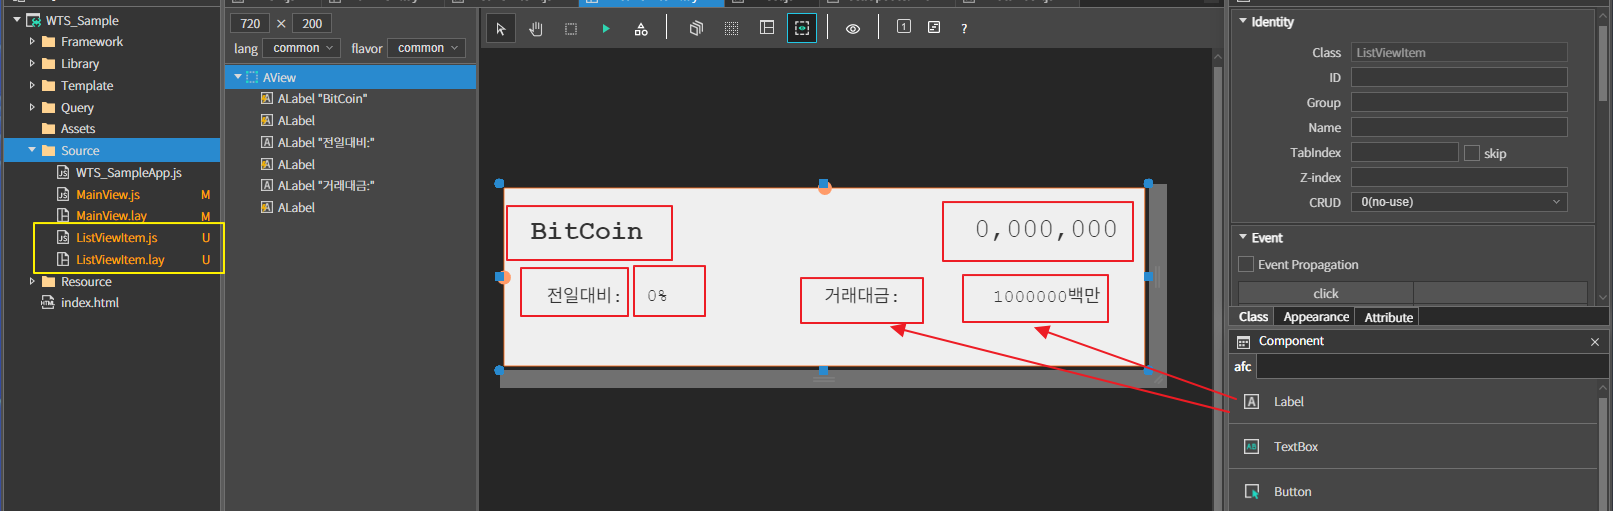 WTS_Sample
Framework
Library
Template
Query
Assets
Source
WTS_SampleApp.js
MainView.js M
MainView.lay M
ListViewItem.js U
ListViewItem.lay U
Resource
index.html
720 × 200
lang common flavor common
AView
ALabel "BitCoin"
ALabel
ALabel "전일대비:"
ALabel
ALabel "거래대금:"
ALabel
1 ?
BitCoin 0,000,000
전일대비: 0% 거래대금: 1000000백만
Identity
Class ListViewItem
ID
Group
Name
TabIndex skip
Z-index
CRUD 0(no-use)
Event
Event Propagation
click
Class Appearance Attribute
Component ×
afc
A Label
AB TextBox
Button